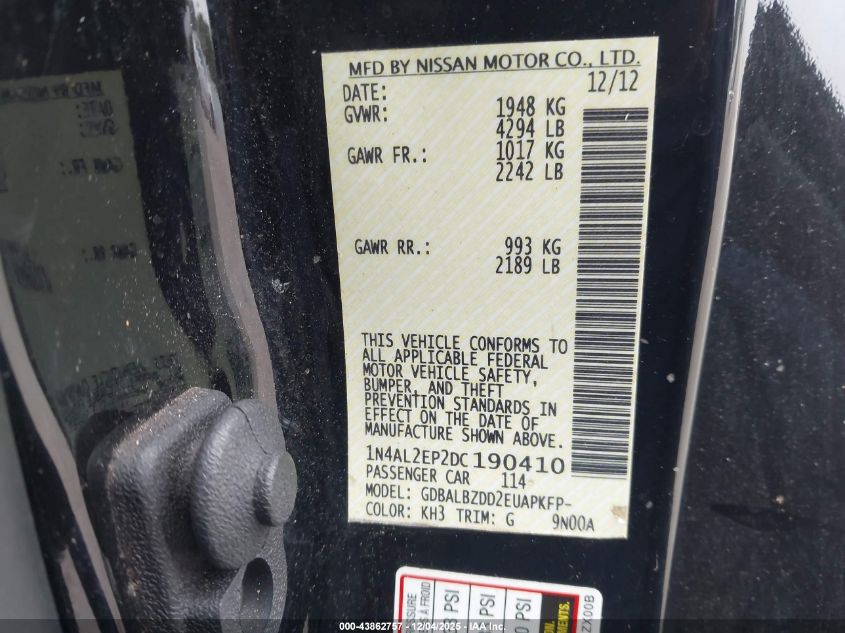 MFD BY NISSAN MOTOR CO., LTD.
DATE: 12/12
GVWR: 1948 KG
4294 LB
GAWR FR.: 1017 KG
2242 LB
GAWR RR.: 993 KG
2189 LB
THIS VEHICLE CONFORMS TO
ALL APPLICABLE FEDERAL
MOTOR VEHICLE SAFETY,
BUMPER, AND THEFT
PREVENTION STANDARDS IN
EFFECT ON THE DATE OF
MANUFACTURE SHOWN ABOVE.
1N4AL2EP2DC190410
PASSENGER CAR 114
MODEL: GDBALBZDD2EUAPKFP-
COLOR: KH3 TRIM: G 9N00A
A FROID
PSI
PSI
PSI
000-43862757 - 12/04/2025 - IAA, Inc.